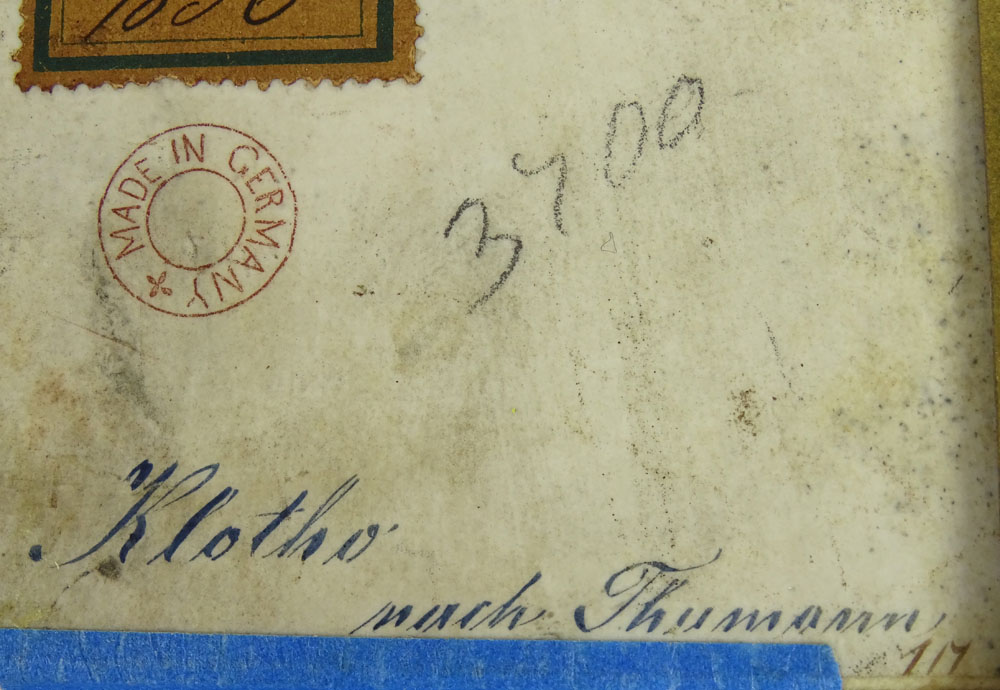 MADE IN GERMANY
3700
Klotho
nach Thumann
117